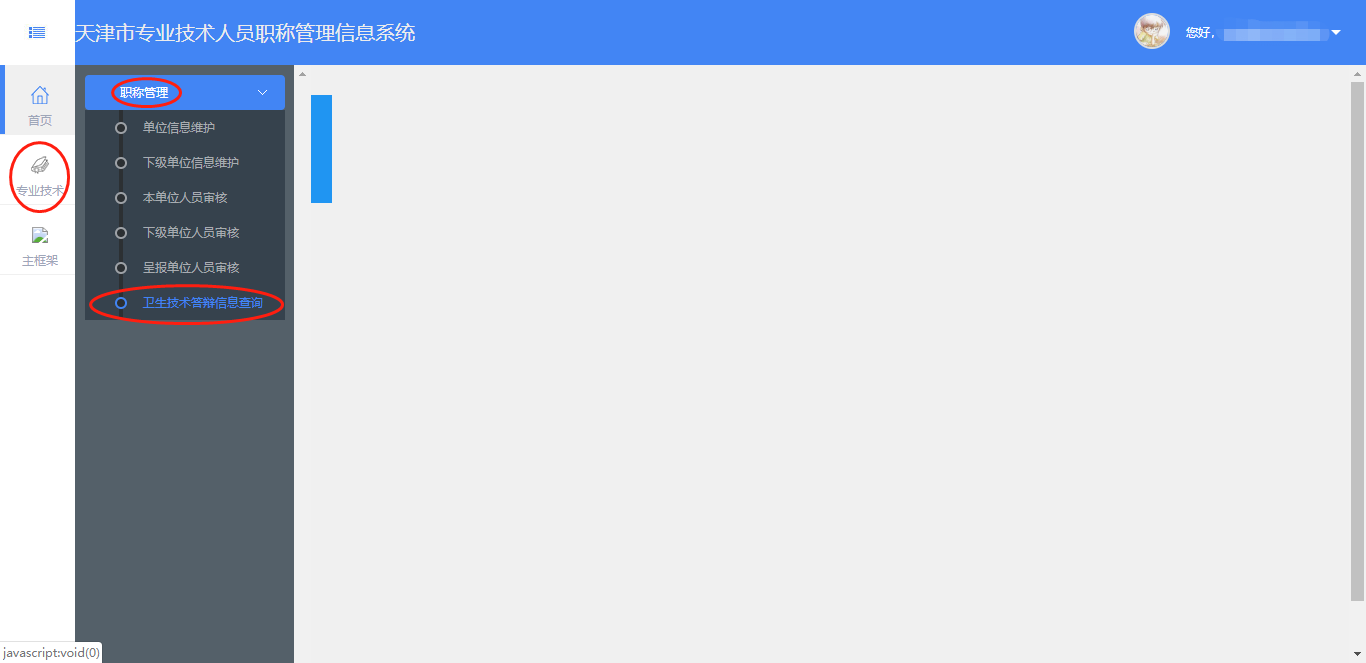 天津市专业技术人员职称管理信息系统
您好,
首页
专业技术
主框架
职称管理
单位信息维护
下级单位信息维护
本单位人员审核
下级单位人员审核
呈报单位人员审核
卫生技术答辩信息查询
javascript:void(0)